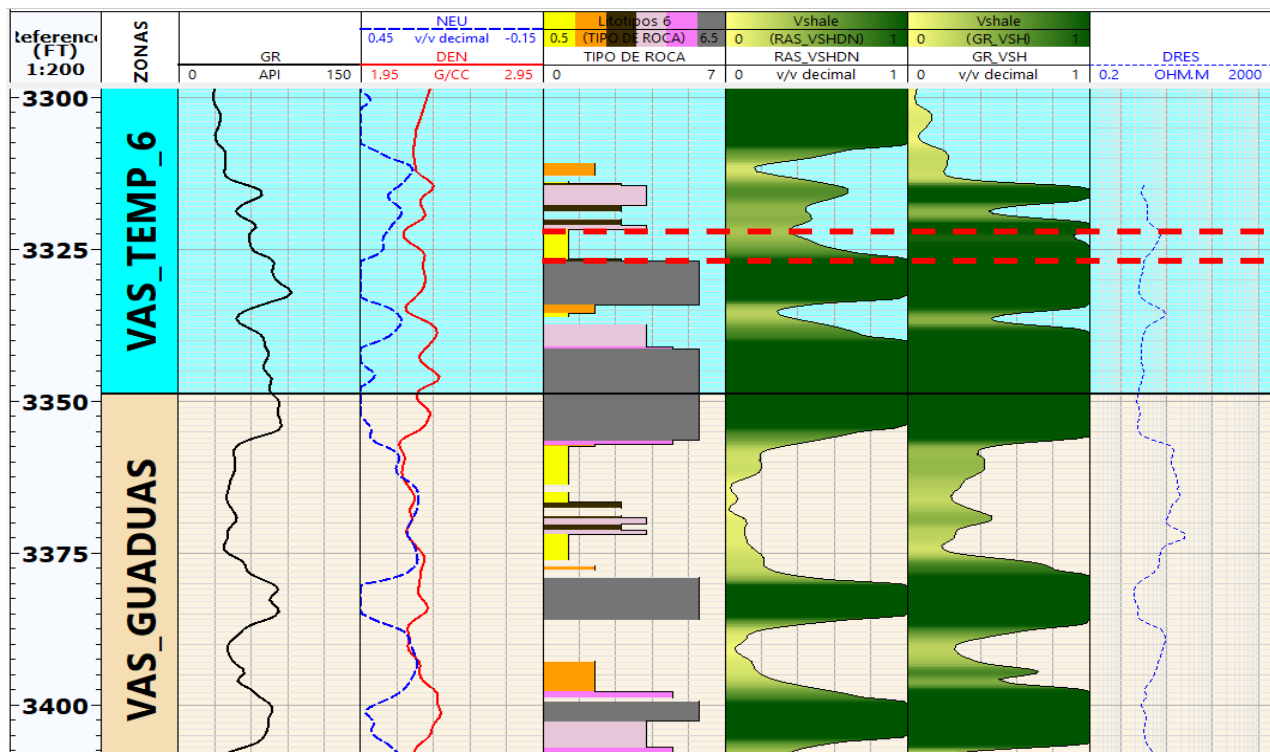 Reference
(FT)
1:200
ZONAS
GR
0 API 150
NEU
0.45 v/v decimal -0.15
DEN
1.95 G/CC 2.95
Litotipos 6
0.5 (TIPO DE ROCA) 6.5
TIPO DE ROCA
0 7
Vshale
0 (RAS_VSHDN) 1
RAS_VSHDN
0 v/v decimal 1
Vshale
0 (GR_VSH) 1
GR_VSH
0 v/v decimal 1
DRES
0.2 OHM.M 2000
3300
VAS_TEMP_6
3325
3350
VAS_GUADUAS
3375
3400